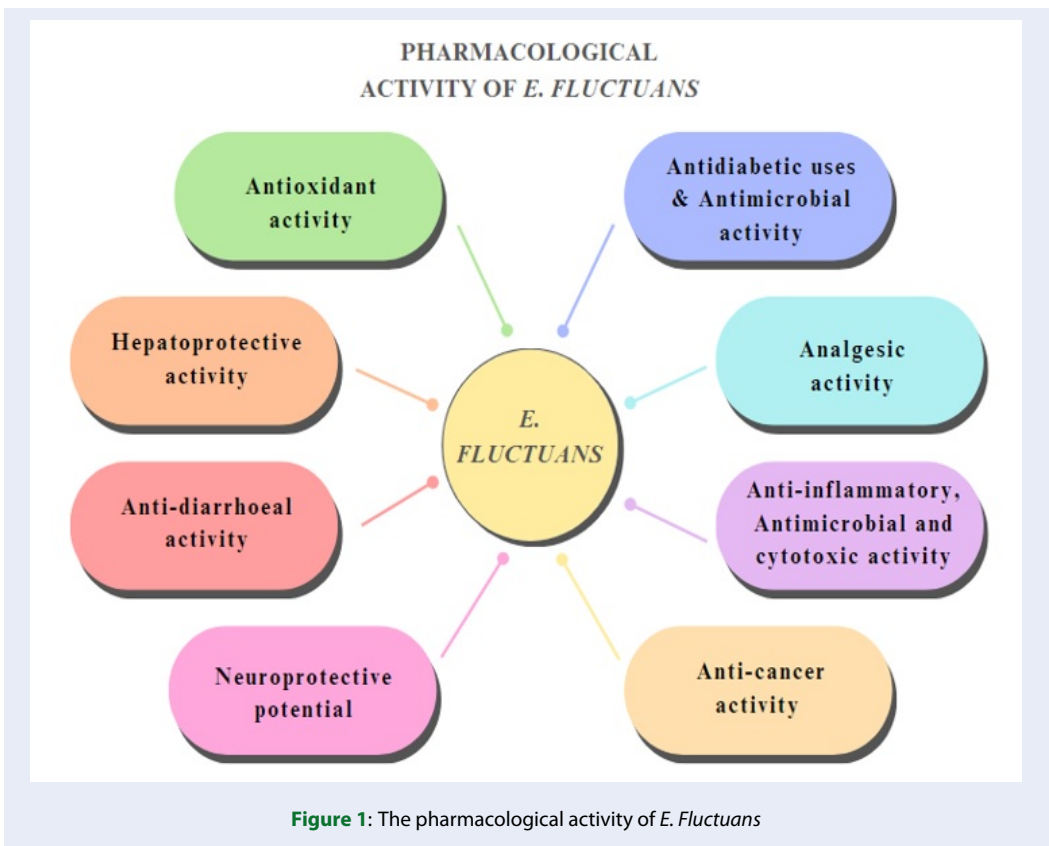 PHARMACOLOGICAL
ACTIVITY OF E. FLUCTUANS
Antioxidant
activity
Antidiabetic uses
& Antimicrobial
activity
Hepatoprotective
activity
Analgesic
activity
E.
FLUCTUANS
Anti-diarrhoeal
activity
Anti-inflammatory,
Antimicrobial and
cytotoxic activity
Neuroprotective
potential
Anti-cancer
activity
Figure 1: The pharmacological activity of E. Fluctuans